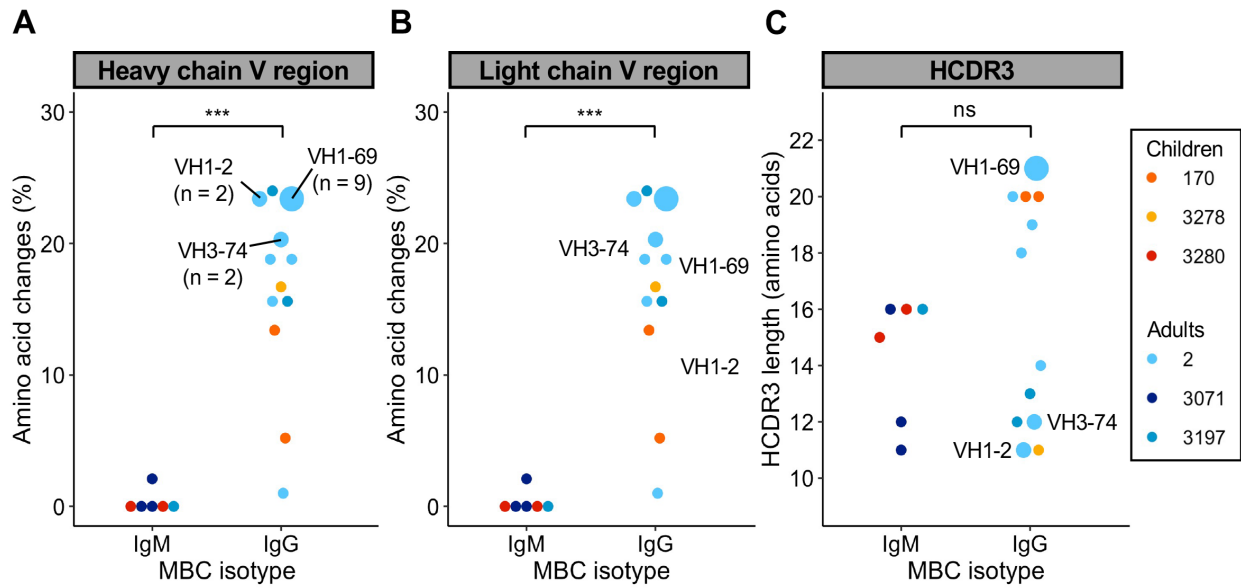 A
Heavy chain V region
Amino acid changes (%)
30
20
10
0
***
VH1-2
(n = 2)
VH1-69
(n = 9)
VH3-74
(n = 2)
IgM
IgG
MBC isotype
B
Light chain V region
Amino acid changes (%)
30
20
10
0
***
VH3-74
VH1-69
VH1-2
IgM
IgG
MBC isotype
C
HCDR3
HCDR3 length (amino acids)
22
20
18
16
14
12
10
ns
VH1-69
VH3-74
VH1-2
IgM
IgG
MBC isotype
Children
170
3278
3280
Adults
2
3071
3197